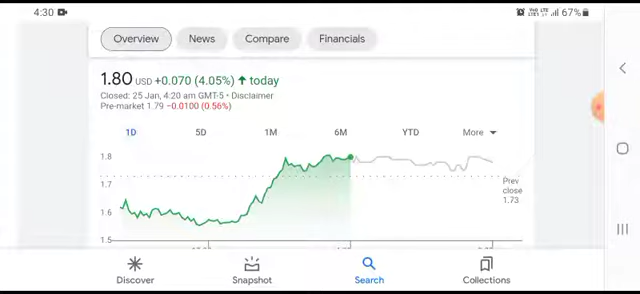 4:30 67%
Overview News Compare Financials
1.80 USD +0.070 (4.05%) ↑ today
Closed: 25 Jan, 4:20 am GMT-5 • Disclaimer
Pre-market 1.79 −0.0100 (0.56%)
1D 5D 1M 6M YTD More
1.8
1.7
1.6
1.5
Prev
close
1.73
Discover Snapshot Search Collections